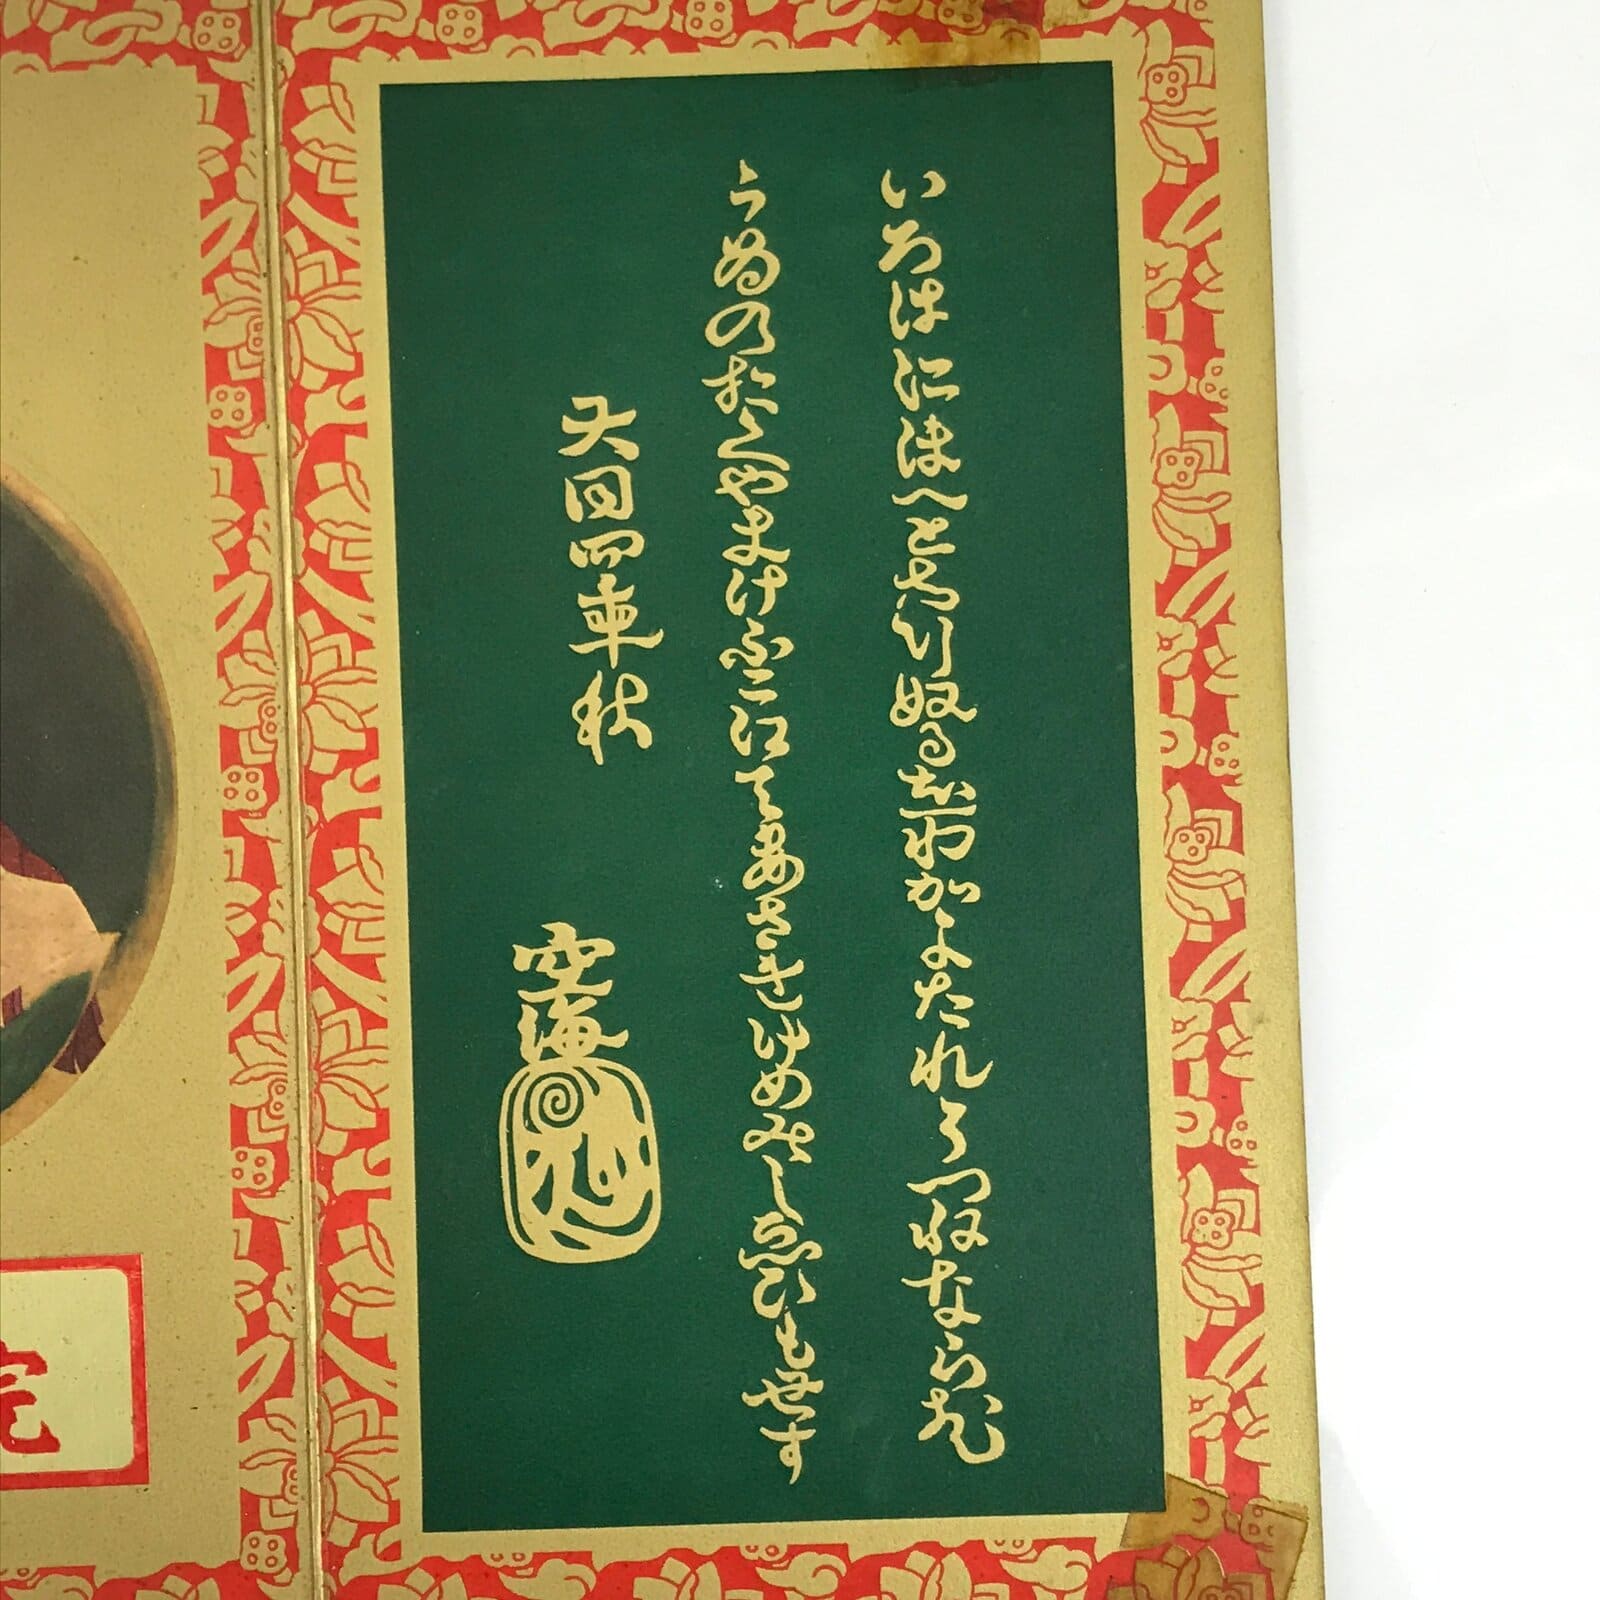 いろはにほへとちりぬるをわかよたれそつねならむ
うゐのおくやまけふこえてあさきゆめみしゑひもせす
天同四年秋
空海
院